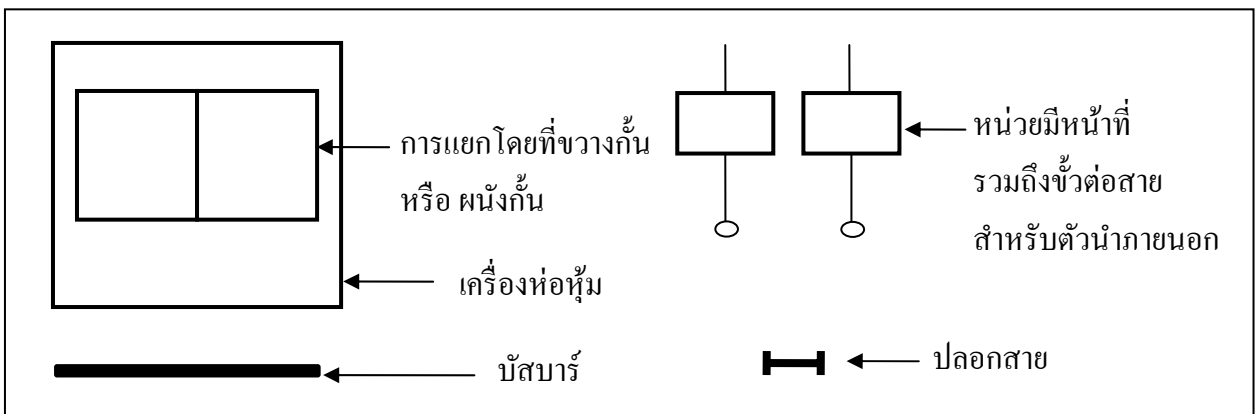 การแยกโดยที่ขวางกั้น
หรือ ผนังกั้น
เครื่องห่อหุ้ม
บัสบาร์
หน่วยมีหน้าที่
รวมถึงขั้วต่อสาย
สำหรับตัวนำภายนอก
ปลอกสาย